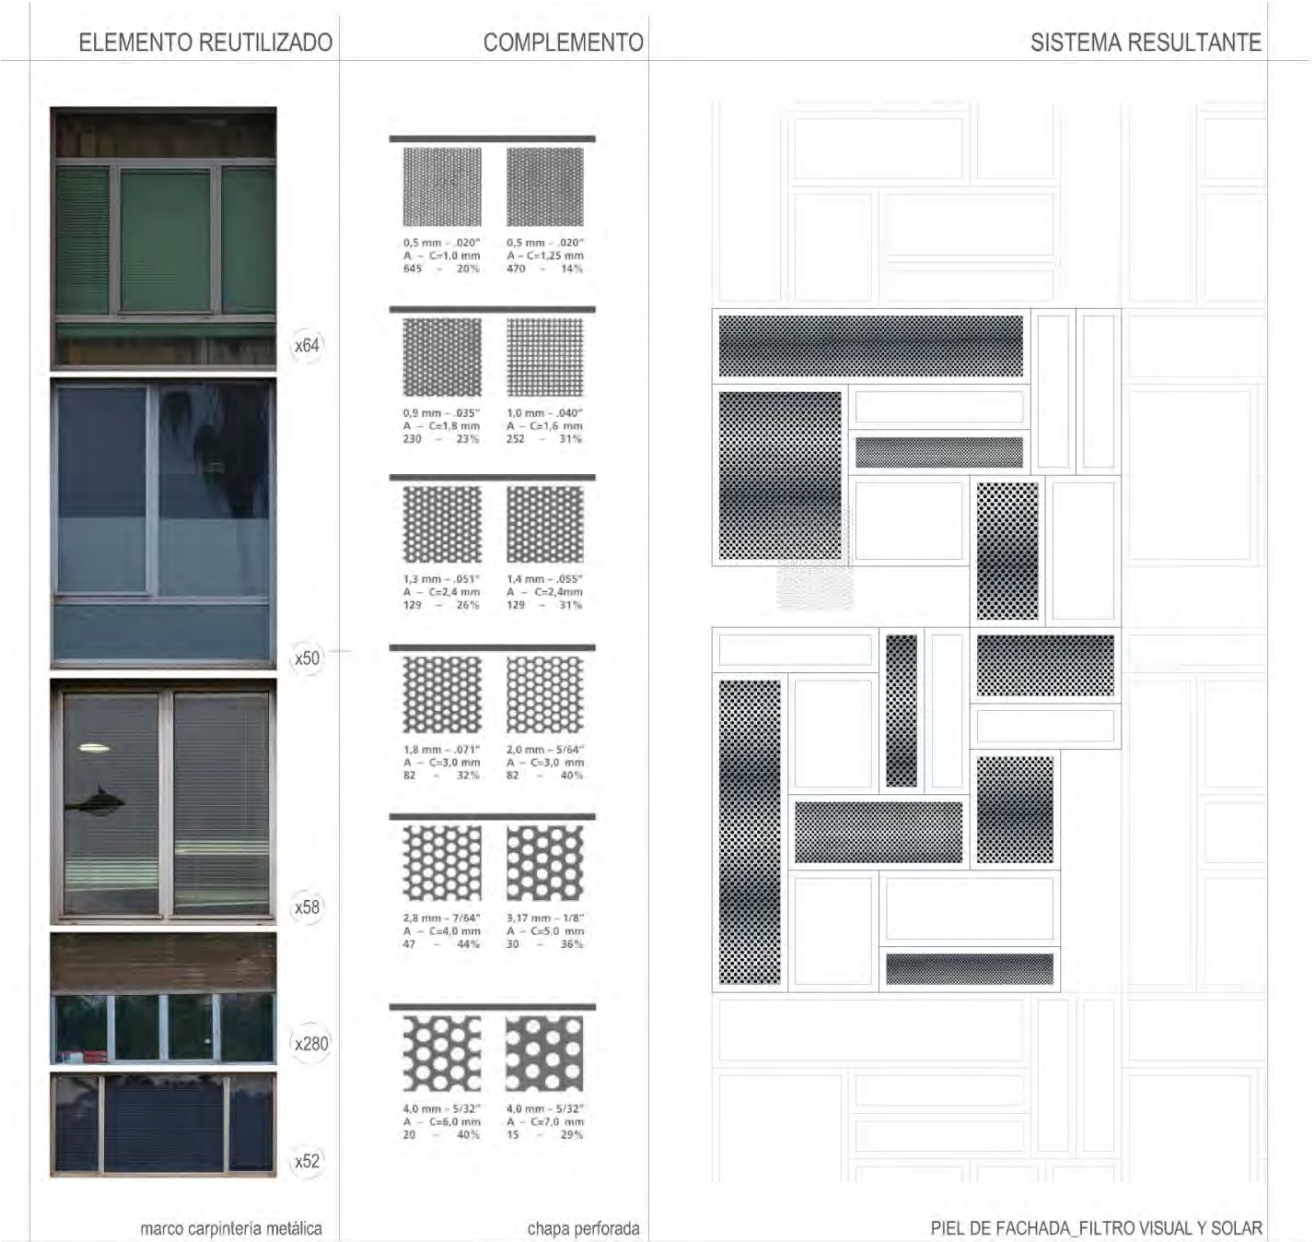 ELEMENTO REUTILIZADO
COMPLEMENTO
SISTEMA RESULTANTE
x64
x50
x58
x280
x52
0,5 mm – .020"
A – C=1,0 mm
645 – 20%
0,5 mm – .020"
A – C=1,25 mm
470 – 14%
0,9 mm – .035"
A – C=1,8 mm
230 – 23%
1,0 mm – .040"
A – C=1,6 mm
252 – 31%
1,3 mm – .051"
A – C=2,4 mm
129 – 26%
1,4 mm – .055"
A – C=2,4mm
129 – 31%
1,8 mm – .071"
A – C=3,0 mm
82 – 32%
2,0 mm – 5/64"
A – C=3,0 mm
82 – 40%
2,8 mm – 7/64"
A – C=4,0 mm
47 – 44%
3,17 mm – 1/8"
A – C=5,0 mm
30 – 36%
4,0 mm – 5/32"
A – C=6,0 mm
20 – 40%
4,0 mm – 5/32"
A – C=7,0 mm
15 – 29%
marco carpintería metálica
chapa perforada
PIEL DE FACHADA_FILTRO VISUAL Y SOLAR